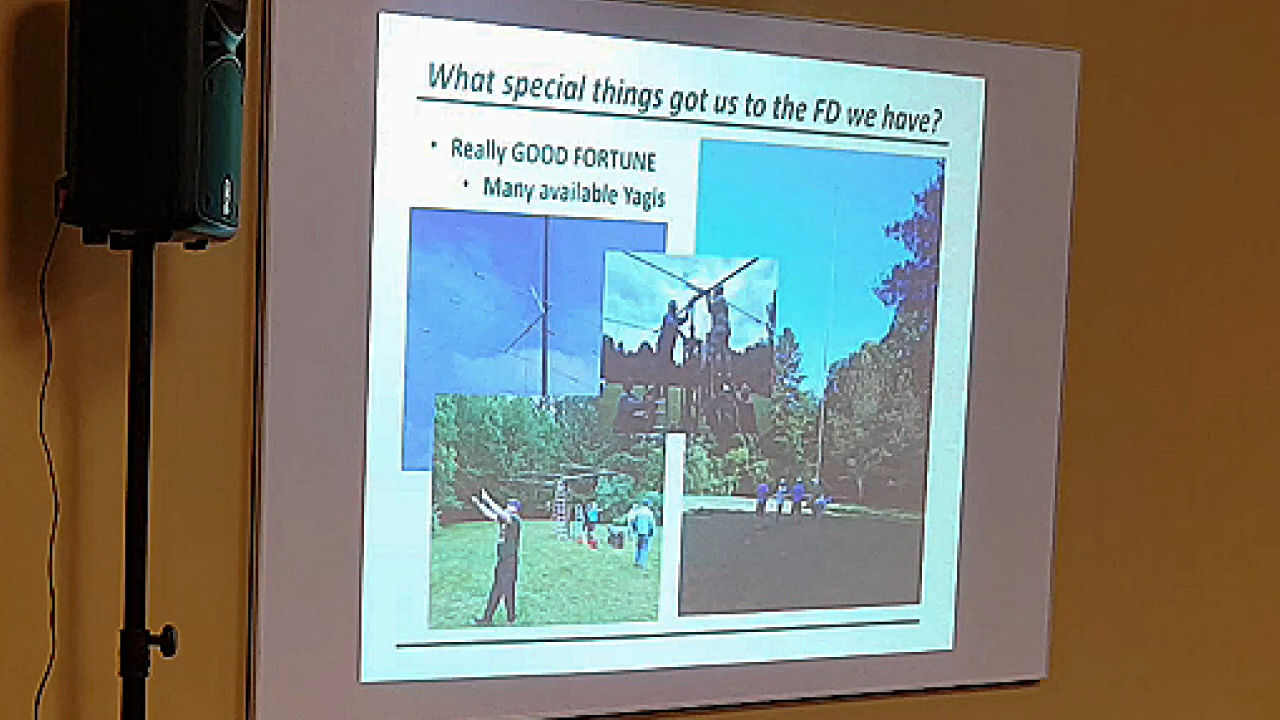 What special things got us to the FD we have?
• Really GOOD FORTUNE
• Many available Yagis